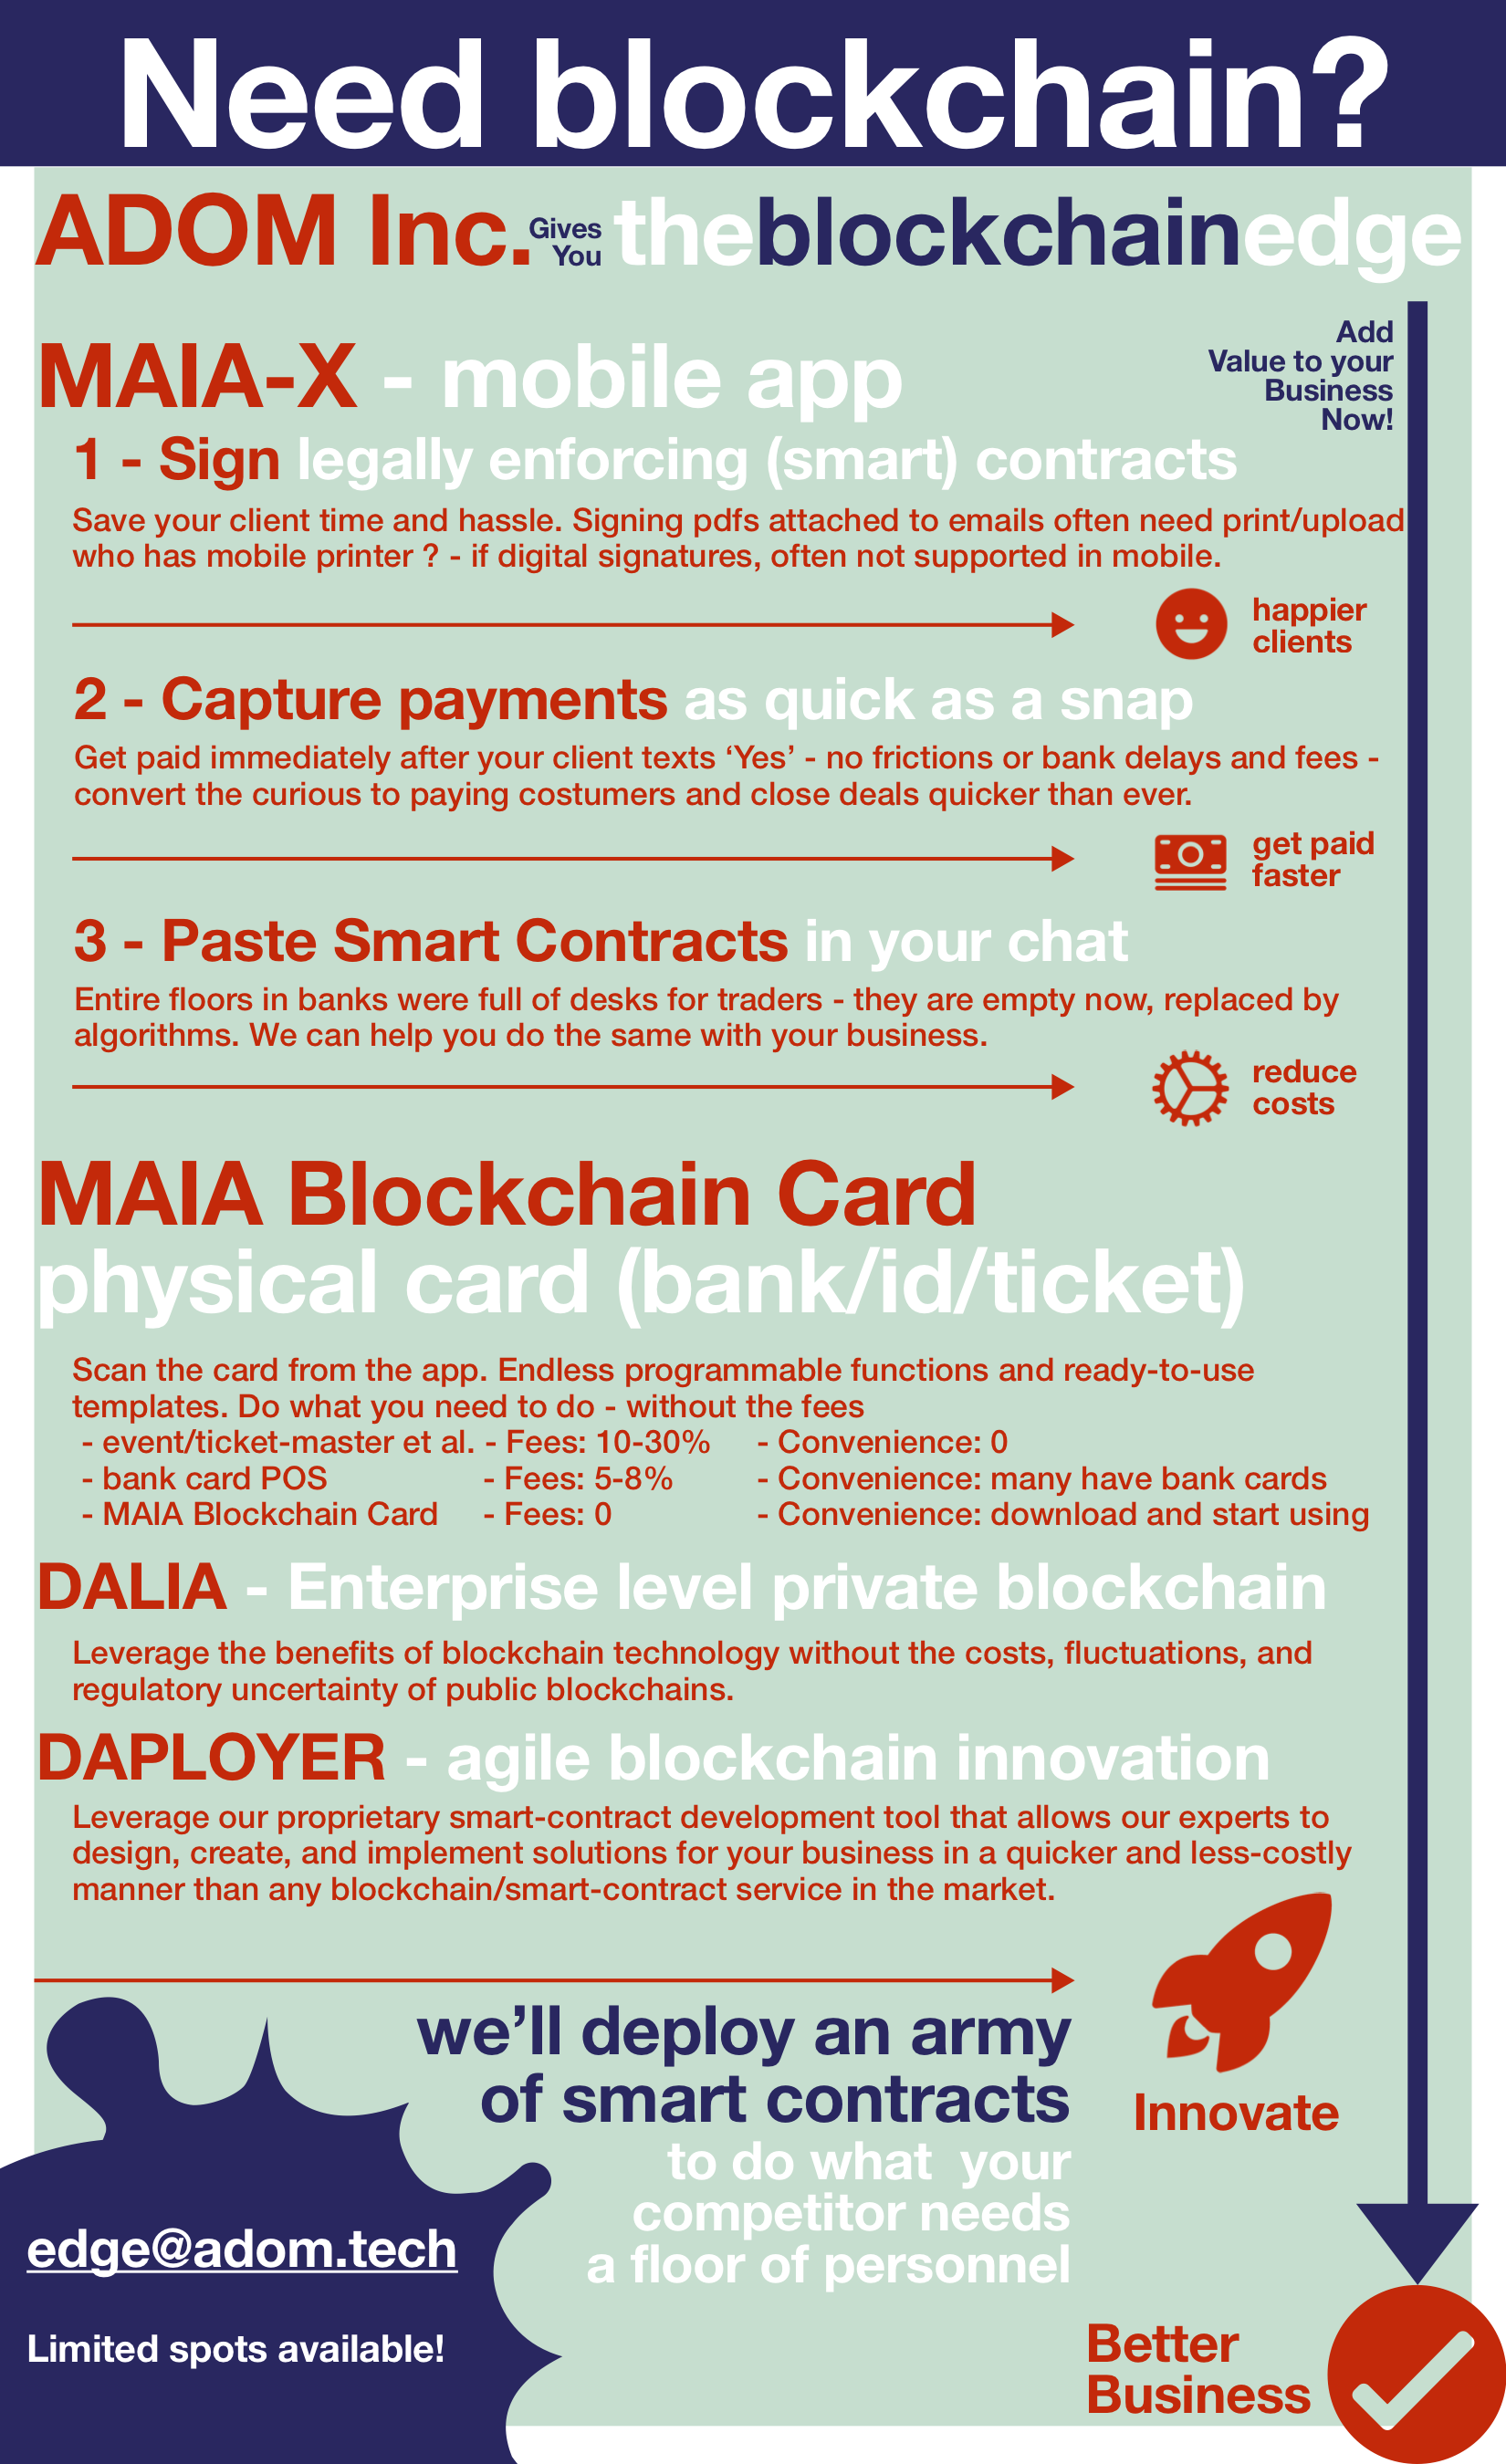 Need blockchain?
ADOM Inc. Gives You theblockchainedge
Add
Value to your
Business
Now!
MAIA-X - mobile app
1 - Sign legally enforcing (smart) contracts
Save your client time and hassle. Signing pdfs attached to emails often need print/upload
who has mobile printer ? - if digital signatures, often not supported in mobile.
happier
clients
2 - Capture payments as quick as a snap
Get paid immediately after your client texts ‘Yes’ - no frictions or bank delays and fees -
convert the curious to paying costumers and close deals quicker than ever.
get paid
faster
3 - Paste Smart Contracts in your chat
Entire floors in banks were full of desks for traders - they are empty now, replaced by
algorithms. We can help you do the same with your business.
reduce
costs
MAIA Blockchain Card
physical card (bank/id/ticket)
Scan the card from the app. Endless programmable functions and ready-to-use
templates. Do what you need to do - without the fees
- event/ticket-master et al. - Fees: 10-30% - Convenience: 0
- bank card POS - Fees: 5-8% - Convenience: many have bank cards
- MAIA Blockchain Card - Fees: 0 - Convenience: download and start using
DALIA - Enterprise level private blockchain
Leverage the benefits of blockchain technology without the costs, fluctuations, and
regulatory uncertainty of public blockchains.
DAPLOYER - agile blockchain innovation
Leverage our proprietary smart-contract development tool that allows our experts to
design, create, and implement solutions for your business in a quicker and less-costly
manner than any blockchain/smart-contract service in the market.
we’ll deploy an army
of smart contracts
to do what your
competitor needs
a floor of personnel
Innovate
edge@adom.tech
Limited spots available!
Better
Business